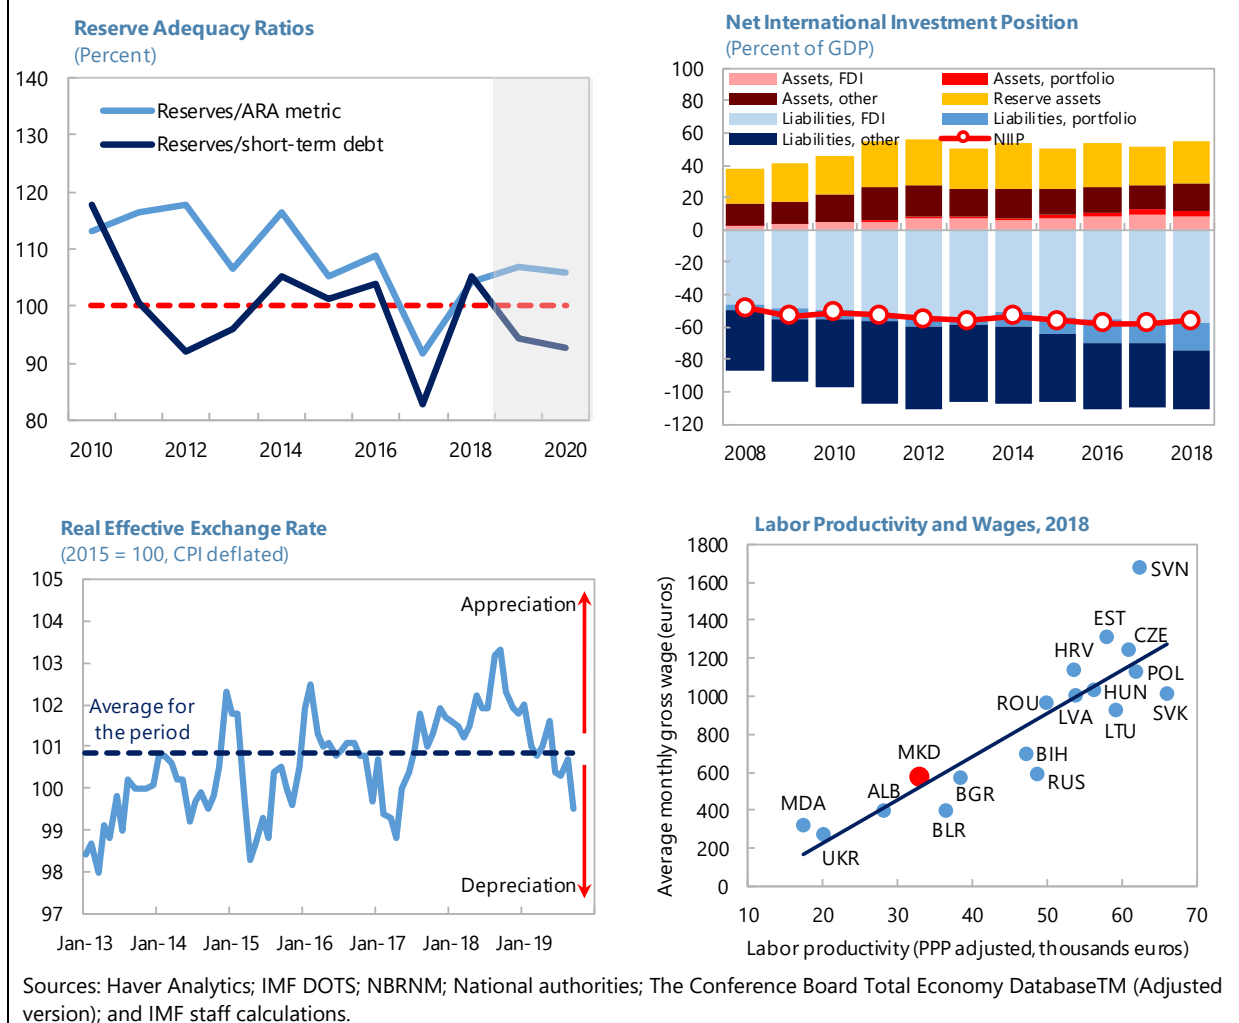 Reserve Adequacy Ratios
(Percent)
140
130
120
110
100
90
80
Reserves/ARA metric
Reserves/short-term debt
2010 2012 2014 2016 2018 2020
Net International Investment Position
(Percent of GDP)
100
80
60
40
20
0
-20
-40
-60
-80
-100
-120
Assets, FDI Assets, portfolio
Assets, other Reserve assets
Liabilities, FDI Liabilities, portfolio
Liabilities, other NIIP
2008 2010 2012 2014 2016 2018
Real Effective Exchange Rate
(2015 = 100, CPI deflated)
105
104
103
102
101
100
99
98
97
Appreciation
Average for
the period
Depreciation
Jan-13 Jan-14 Jan-15 Jan-16 Jan-17 Jan-18 Jan-19
Labor Productivity and Wages, 2018
Average monthly gross wage (euros)
1800
1600
1400
1200
1000
800
600
400
200
0
SVN
EST
CZE
HRV
POL
ROU
HUN
LVA
SVK
LTU
MKD
BIH
RUS
ALB
BGR
MDA
BLR
UKR
10 20 30 40 50 60 70
Labor productivity (PPP adjusted, thousands euros)
Sources: Haver Analytics; IMF DOTS; NBRNM; National authorities; The Conference Board Total Economy DatabaseTM (Adjusted
version); and IMF staff calculations.